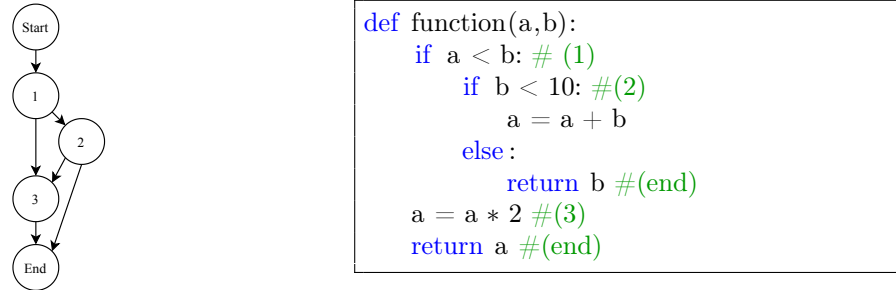 Start
1
2
3
End
def function(a,b):
    if a < b: # (1)
        if b < 10: #(2)
            a = a + b
        else:
            return b #(end)
    a = a * 2 #(3)
    return a #(end)